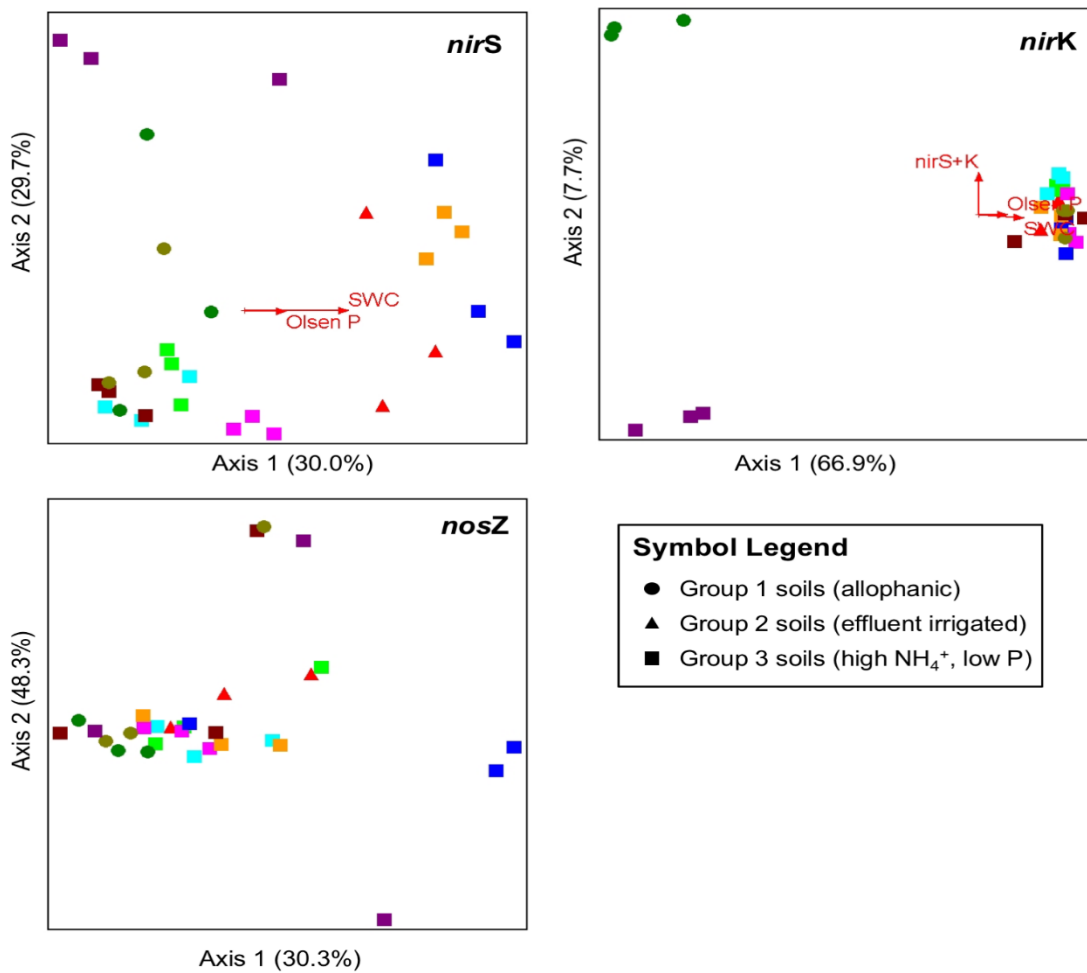 nirS
Axis 2 (29.7%)
SWC
Olsen P
Axis 1 (30.0%)
nirK
Axis 2 (7.7%)
nirS+K
Olsen P
SWC
Axis 1 (66.9%)
nosZ
Axis 2 (48.3%)
Axis 1 (30.3%)
Symbol Legend
Group 1 soils (allophanic)
Group 2 soils (effluent irrigated)
Group 3 soils (high NH₄⁺, low P)